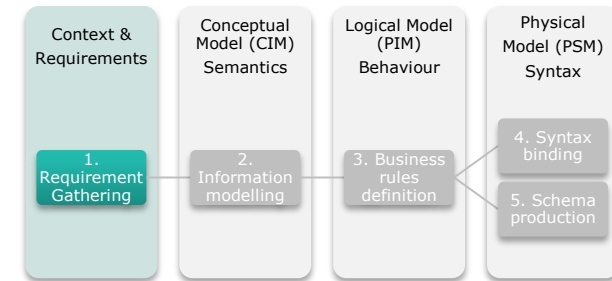 Context &
Requirements
Conceptual
Model (CIM)
Semantics
Logical Model
(PIM)
Behaviour
Physical
Model (PSM)
Syntax
1.
Requirement
Gathering
2.
Information
modelling
3. Business
rules
definition
4. Syntax
binding
5. Schema
production